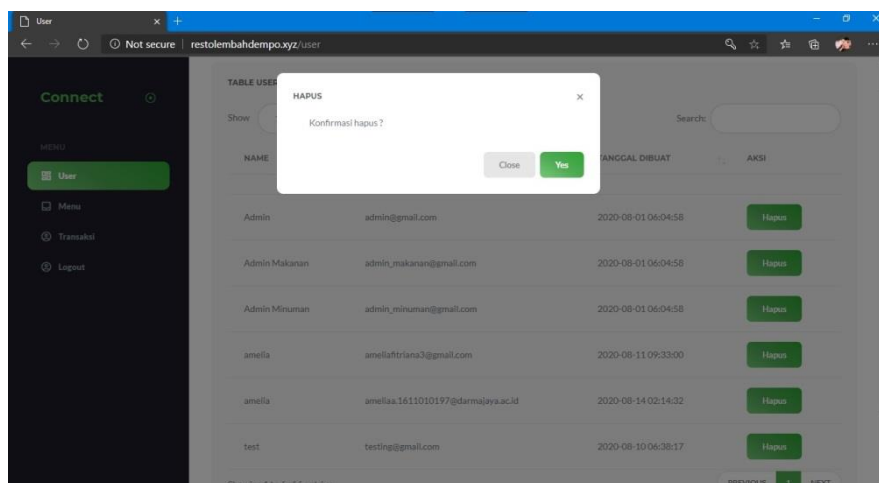 User
Not secure | restolembahdempo.xyz/user
Connect
MENU
User
Menu
Transaksi
Logout
TABLE USER
Show
Search:
HAPUS ×
Konfirmasi hapus ?
Close Yes
NAME TANGGAL DIBUAT AKSI
Admin admin@gmail.com 2020-08-01 06:04:58 Hapus
Admin Makanan admin_makanan@gmail.com 2020-08-01 06:04:58 Hapus
Admin Minuman admin_minuman@gmail.com 2020-08-01 06:04:58 Hapus
amelia ameliafitriana3@gmail.com 2020-08-11 09:33:00 Hapus
amelia ameliaa.1611010197@darmajaya.ac.id 2020-08-14 02:14:32 Hapus
test testing@gmail.com 2020-08-10 06:38:17 Hapus
PREVIOUS 1 NEXT